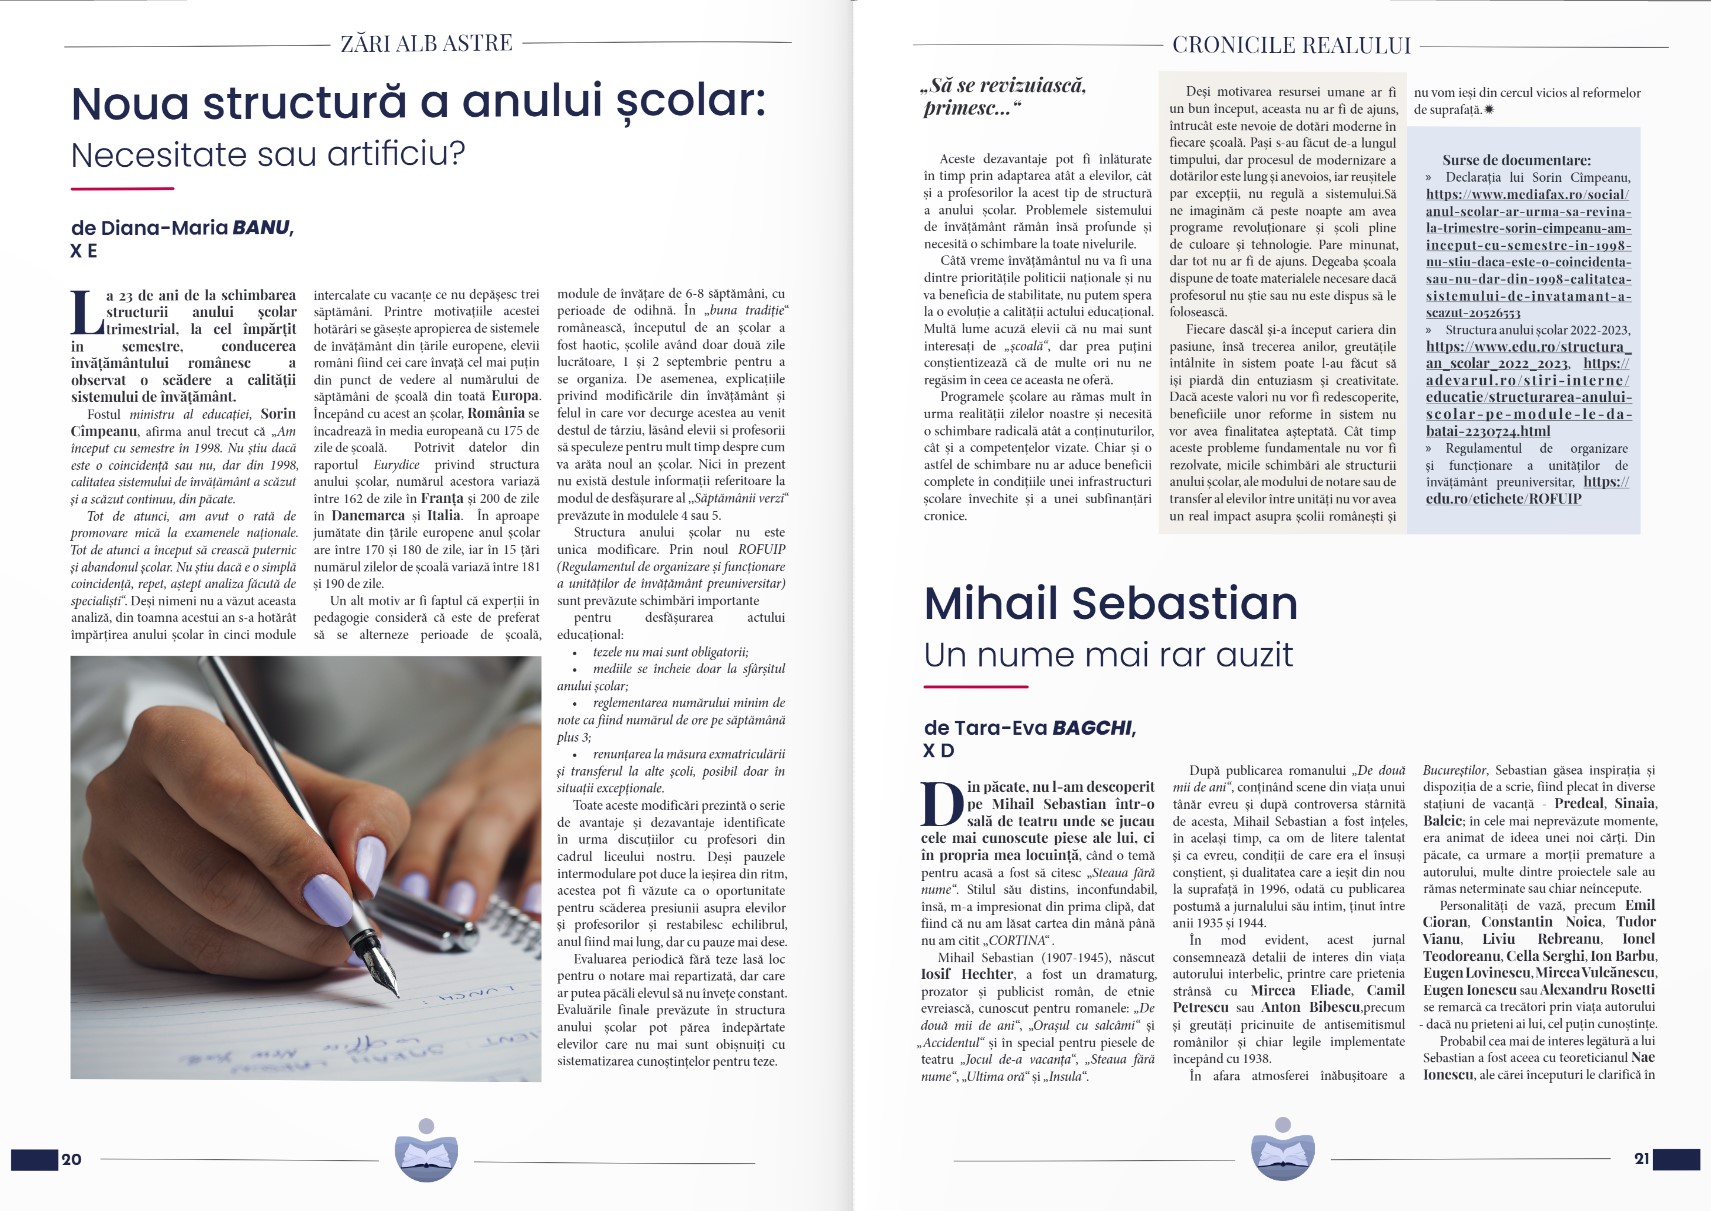 ZĂRI ALBASTRE
Noua structură a anului școlar:
Necesitate sau artificiu?
de Diana-Maria BANU,
X E
La 23 de ani de la schimbarea
structurii anului școlar
trimestrial, la cel împărțit
în semestre, conducerea
învățământului românesc a
observat o scădere a calității
sistemului de învățământ.
Fostul ministru al educației, Sorin
Cîmpeanu, afirma anul trecut că „Am
început cu semestre în 1998. Nu știu dacă
este o coincidență sau nu, dar din 1998,
calitatea sistemului de învățământ a scăzut
și a scăzut continuu, din păcate.
Tot de atunci, am avut o rată de
promovare mică la examenele naționale.
Tot de atunci a început să crească puternic
și abandonul școlar. Nu știu dacă e o simplă
coincidență, repet, aștept analiza făcută de
specialiști“. Deși nimeni nu a văzut aceasta
analiză, din toamna acestui an s-a hotărât
împărțirea anului școlar în cinci module
intercalate cu vacanțe ce nu depășesc trei
săptămâni. Printre motivațiile acestei
hotărâri se găsește apropierea de sistemele
de învățământ din țările europene, elevii
români fiind cei care învață cel mai puțin
din punct de vedere al numărului de
săptămâni de școală din toată Europa.
Începând cu acest an școlar, România se
încadrează în media europeană cu 175 de
zile de școală. Potrivit datelor din
raportul Eurydice privind structura
anului școlar, numărul acestora variază
între 162 de zile în Franța și 200 de zile
în Danemarca și Italia. În aproape
jumătate din țările europene anul școlar
are între 170 și 180 de zile, iar în 15 țări
numărul zilelor de școală variază între 181
și 190 de zile.
Un alt motiv ar fi faptul că experții în
pedagogie consideră că este de preferat
să se alterneze perioade de școală,
module de învățare de 6-8 săptămâni, cu
perioade de odihnă. În „buna tradiție“
românească, începutul de an școlar a
fost haotic, școlile având doar două zile
lucrătoare, 1 și 2 septembrie pentru a
se organiza. De asemenea, explicațiile
privind modificările din învățământ și
felul în care vor decurge acestea au venit
destul de târziu, lăsând elevii si profesorii
să speculeze pentru mult timp despre cum
va arăta noul an școlar. Nici în prezent
nu există destule informații referitoare la
modul de desfășurare al „Săptămânii verzi“
prevăzute în modulele 4 sau 5.
Structura anului școlar nu este
unica modificare. Prin noul ROFUIP
(Regulamentul de organizare și funcționare
a unităților de învățământ preuniversitar)
sunt prevăzute schimbări importante
pentru desfășurarea actului
educațional:
• tezele nu mai sunt obligatorii;
• mediile se încheie doar la sfârșitul
anului școlar;
• reglementarea numărului minim de
note ca fiind numărul de ore pe săptămână
plus 3;
• renunțarea la măsura exmatriculării
și transferul la alte școli, posibil doar în
situații excepționale.
Toate aceste modificări prezintă o serie
de avantaje și dezavantaje identificate
în urma discuțiilor cu profesori din
cadrul liceului nostru. Deși pauzele
intermodulare pot duce la ieșirea din ritm,
acestea pot fi văzute ca o oportunitate
pentru scăderea presiunii asupra elevilor
și profesorilor și restabilesc echilibrul,
anul fiind mai lung, dar cu pauze mai dese.
Evaluarea periodică fără teze lasă loc
pentru o notare mai repartizată, dar care
ar putea păcăli elevul să nu învețe constant.
Evaluările finale prevăzute în structura
anului școlar pot părea îndepărtate
elevilor care nu mai sunt obișnuiți cu
sistematizarea cunoștințelor pentru teze.
20
CRONICILE REALULUI
„Să se revizuiască,
primesc...“
Aceste dezavantaje pot fi înlăturate
în timp prin adaptarea atât a elevilor, cât
și a profesorilor la acest tip de structură
a anului școlar. Problemele sistemului
de învățământ rămân însă profunde și
necesită o schimbare la toate nivelurile.
Câtă vreme învățământul nu va fi una
dintre prioritățile politicii naționale și nu
va beneficia de stabilitate, nu putem spera
la o evoluție a calității actului educațional.
Multă lume acuză elevii că nu mai sunt
interesați de „școală“, dar prea puțini
conștientizează că de multe ori nu ne
regăsim în ceea ce aceasta ne oferă.
Programele școlare au rămas mult în
urma realității zilelor noastre și necesită
o schimbare radicală atât a conținuturilor,
cât și a competențelor vizate. Chiar și o
astfel de schimbare nu ar aduce beneficii
complete în condițiile unei infrastructuri
școlare învechite și a unei subfinanțări
cronice.
Deși motivarea resursei umane ar fi
un bun început, aceasta nu ar fi de ajuns,
întrucât este nevoie de dotări moderne în
fiecare școală. Pași s-au făcut de-a lungul
timpului, dar procesul de modernizare a
dotărilor este lung și anevoios, iar reușitele
par excepții, nu regulă a sistemului.Să
ne imaginăm că peste noapte am avea
programe revoluționare și școli pline
de culoare și tehnologie. Pare minunat,
dar tot nu ar fi de ajuns. Degeaba școala
dispune de toate materialele necesare dacă
profesorul nu știe sau nu este dispus să le
folosească.
Fiecare dascăl și-a început cariera din
pasiune, însă trecerea anilor, greutățile
întâlnite în sistem poate l-au făcut să
iși piardă din entuziasm și creativitate.
Dacă aceste valori nu vor fi redescoperite,
beneficiile unor reforme în sistem nu
vor avea finalitatea așteptată. Cât timp
aceste probleme fundamentale nu vor fi
rezolvate, micile schimbări ale structurii
anului școlar, ale modului de notare sau de
transfer al elevilor între unități nu vor avea
un real impact asupra școlii românești și
nu vom ieși din cercul vicios al reformelor
de suprafață.✹
Surse de documentare:
» Declarația lui Sorin Cîmpeanu,
https://www.mediafax.ro/social/
anul-scolar-ar-urma-sa-revina-
la-trimestre-sorin-cimpeanu-am-
inceput-cu-semestre-in-1998-
nu-stiu-daca-este-o-coincidenta-
sau-nu-dar-din-1998-calitatea-
sistemului-de-invatamant-a-
scazut-20526553
» Structura anului școlar 2022-2023,
https://www.edu.ro/structura_
an_scolar_2022_2023, https://
adevarul.ro/stiri-interne/
educatie/structurarea-anului-
scolar-pe-module-le-da-
batai-2230724.html
» Regulamentul de organizare
și funcționare a unităților de
învățământ preuniversitar, https://
edu.ro/etichete/ROFUIP
Mihail Sebastian
Un nume mai rar auzit
de Tara-Eva BAGCHI,
X D
Din păcate, nu l-am descoperit
pe Mihail Sebastian într-o
sală de teatru unde se jucau
cele mai cunoscute piese ale lui, ci
în propria mea locuință, când o temă
pentru acasă a fost să citesc „Steaua fără
nume“. Stilul său distins, inconfundabil,
însă, m-a impresionat din prima clipă, dat
fiind că nu am lăsat cartea din mână până
nu am citit „CORTINA“ .
Mihail Sebastian (1907-1945), născut
Iosif Hechter, a fost un dramaturg,
prozator și publicist român, de etnie
evreiască, cunoscut pentru romanele: „De
două mii de ani“, „Orașul cu salcâmi“ și
„Accidentul“ și în special pentru piesele de
teatru „Jocul de-a vacanța“, „Steaua fără
nume“, „Ultima oră“ și „Insula“.
După publicarea romanului „De două
mii de ani“, conținând scene din viața unui
tânăr evreu și după controversa stârnită
de acesta, Mihail Sebastian a fost înțeles,
în același timp, ca om de litere talentat
și ca evreu, condiții de care era el însuși
conștient, și dualitatea care a ieșit din nou
la suprafață în 1996, odată cu publicarea
postumă a jurnalului său intim, ținut între
anii 1935 și 1944.
În mod evident, acest jurnal
consemnează detalii de interes din viața
autorului interbelic, printre care prietenia
strânsă cu Mircea Eliade, Camil
Petrescu sau Anton Bibescu,precum
și greutăți pricinuite de antisemitismul
românilor și chiar legile implementate
începând cu 1938.
În afara atmosferei înăbușitoare a
Bucureștilor, Sebastian găsea inspirația și
dispoziția de a scrie, fiind plecat în diverse
stațiuni de vacanță - Predeal, Sinaia,
Balcic; în cele mai neprevăzute momente,
era animat de ideea unei noi cărți. Din
păcate, ca urmare a morții premature a
autorului, multe dintre proiectele sale au
rămas neterminate sau chiar neîncepute.
Personalități de vază, precum Emil
Cioran, Constantin Noica, Tudor
Vianu, Liviu Rebreanu, Ionel
Teodoreanu, Cella Serghi, Ion Barbu,
Eugen Lovinescu, Mircea Vulcănescu,
Eugen Ionescu sau Alexandru Rosetti
se remarcă ca trecători prin viața autorului
- dacă nu prieteni ai lui, cel puțin cunoștințe.
Probabil cea mai de interes legătură a lui
Sebastian a fost aceea cu teoreticianul Nae
Ionescu, ale cărei începuturi le clarifică în
21